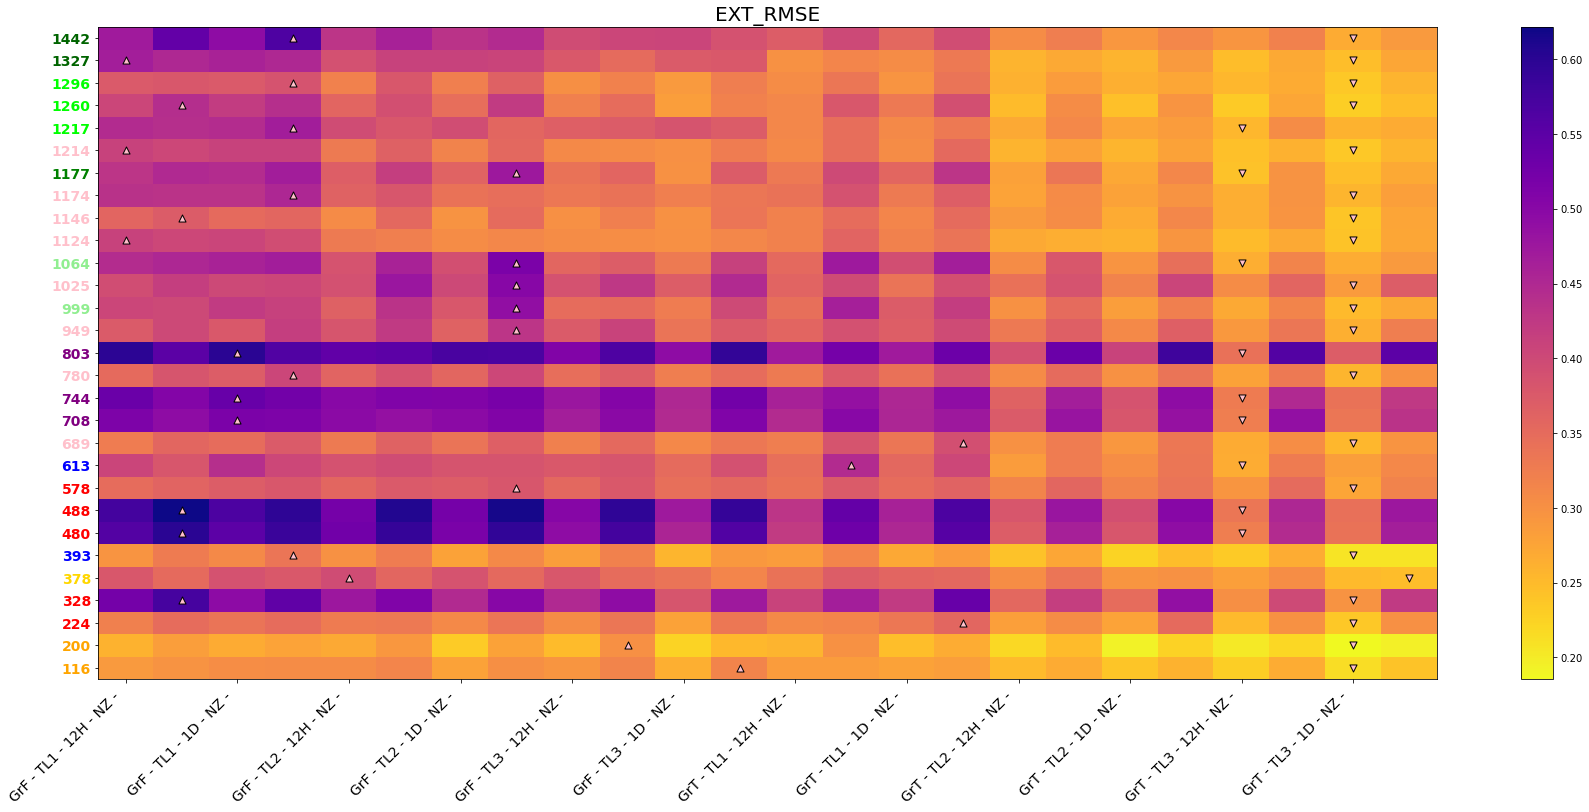 EXT_RMSE
1442
1327
1296
1260
1217
1214
1177
1174
1146
1124
1064
1025
999
949
803
780
744
708
689
613
578
488
480
393
378
328
224
200
116
GrF - TL1 - 12H - NZ -
GrF - TL1 - 1D - NZ -
GrF - TL2 - 12H - NZ -
GrF - TL2 - 1D - NZ -
GrF - TL3 - 12H - NZ -
GrF - TL3 - 1D - NZ -
GrT - TL1 - 12H - NZ -
GrT - TL1 - 1D - NZ -
GrT - TL2 - 12H - NZ -
GrT - TL2 - 1D - NZ -
GrT - TL3 - 12H - NZ -
GrT - TL3 - 1D - NZ -
0.60
0.55
0.50
0.45
0.40
0.35
0.30
0.25
0.20